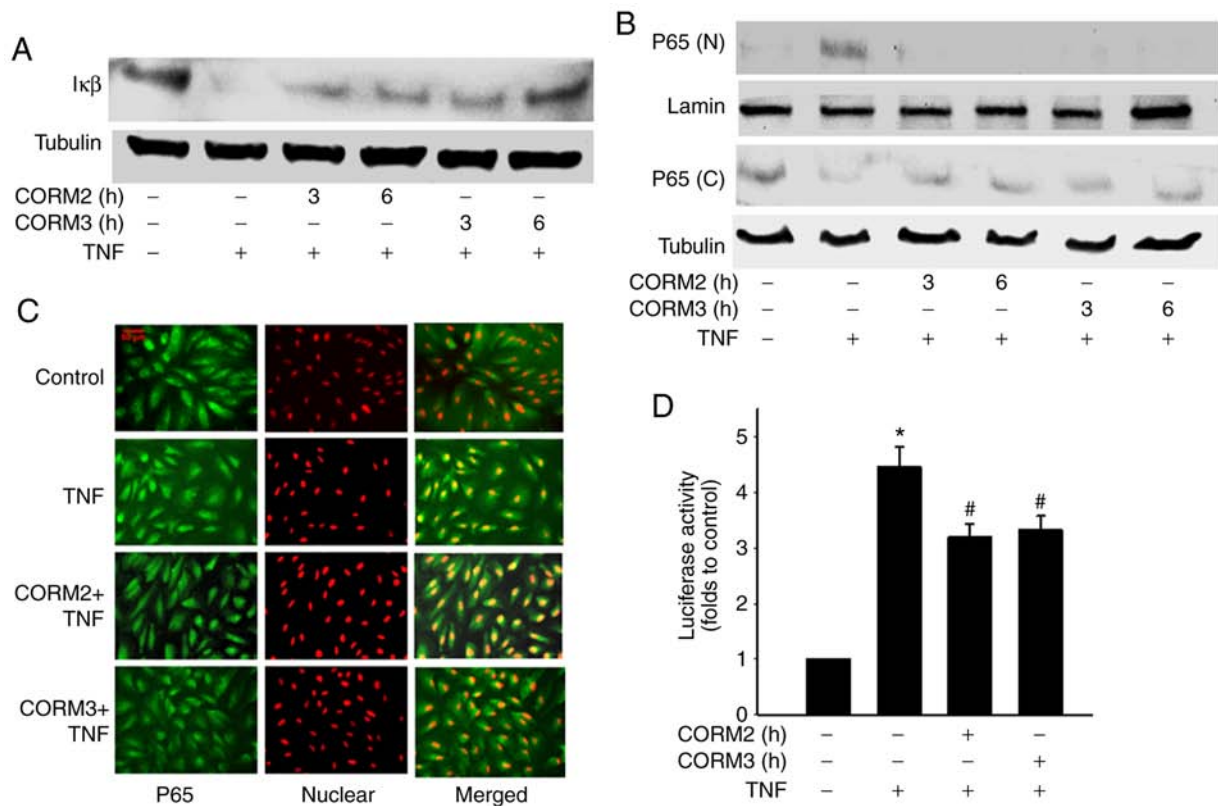 A
Iκβ
Tubulin
CORM2 (h) – – 3 6 – –
CORM3 (h) – – – – 3 6
TNF – + + + + +
B
P65 (N)
Lamin
P65 (C)
Tubulin
CORM2 (h) – – 3 6 – –
CORM3 (h) – – – – 3 6
TNF – + + + + +
C
Control
TNF
CORM2+
TNF
CORM3+
TNF
P65 Nuclear Merged
D
Luciferase activity
(folds to control)
5
4
3
2
1
0
*
#
#
CORM2 (h) – – + –
CORM3 (h) – – – +
TNF – + + +